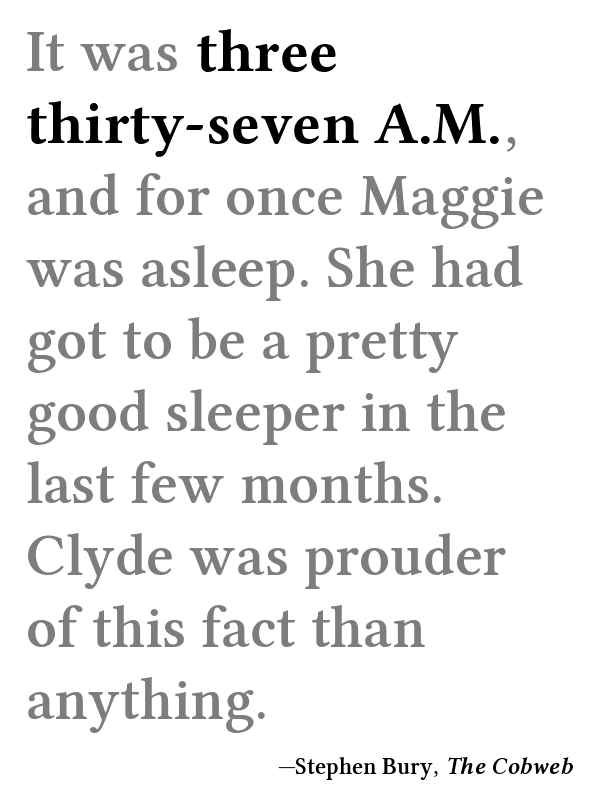 It was three
thirty-seven A.M.,
and for once Maggie
was asleep. She had
got to be a pretty
good sleeper in the
last few months.
Clyde was prouder
of this fact than
anything.
—Stephen Bury, The Cobweb